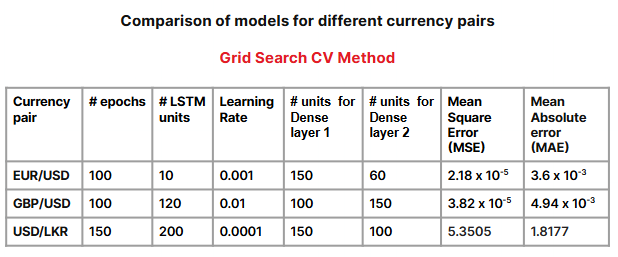 Comparison of models for different currency pairs
Grid Search CV Method
Currency pair | # epochs | # LSTM units | Learning Rate | # units for Dense layer 1 | # units for Dense layer 2 | Mean Square Error (MSE) | Mean Absolute error (MAE)
EUR/USD | 100 | 10 | 0.001 | 150 | 60 | 2.18 x 10⁻⁵ | 3.6 x 10⁻³
GBP/USD | 100 | 120 | 0.01 | 100 | 150 | 3.82 x 10⁻⁵ | 4.94 x 10⁻³
USD/LKR | 150 | 200 | 0.0001 | 150 | 100 | 5.3505 | 1.8177